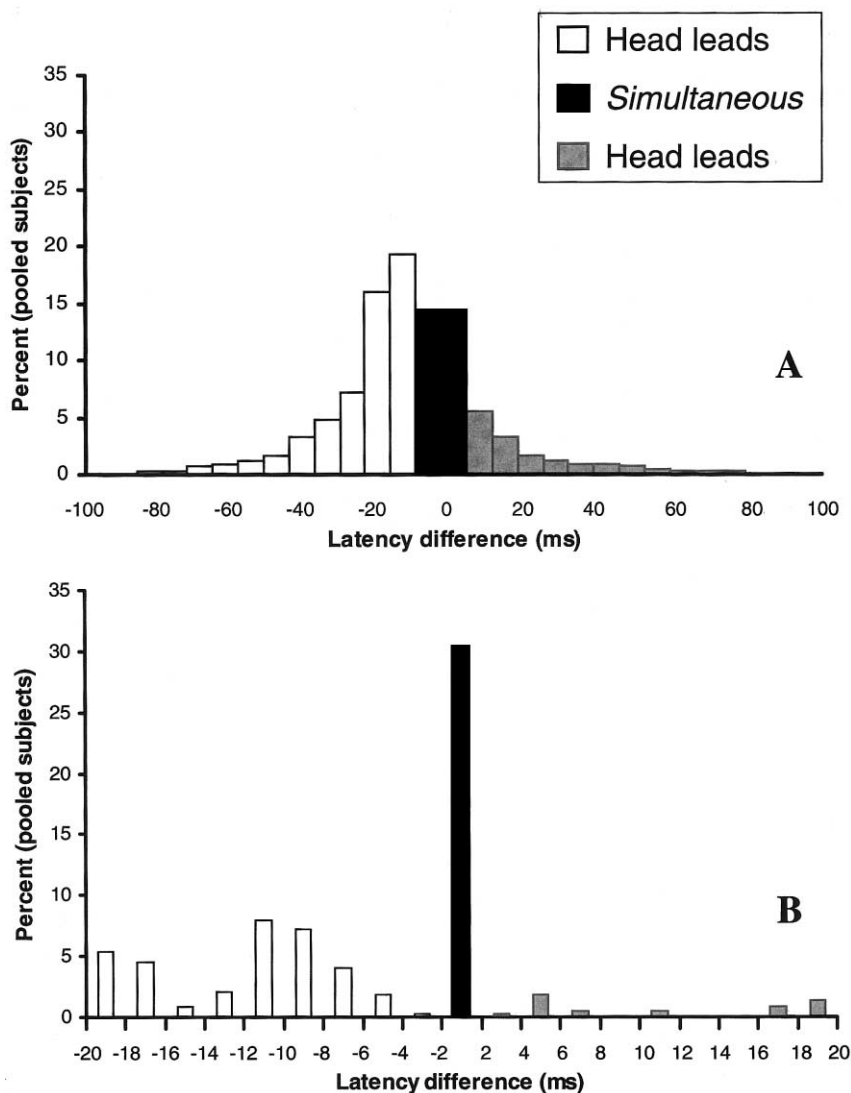 Head leads
Simultaneous
Head leads
35
30
25
20
15
10
5
0
Percent (pooled subjects)
A
-100 -80 -60 -40 -20 0 20 40 60 80 100
Latency difference (ms)
35
30
25
20
15
10
5
0
Percent (pooled subjects)
B
-20 -18 -16 -14 -12 -10 -8 -6 -4 -2 2 4 6 8 10 12 14 16 18 20
Latency difference (ms)